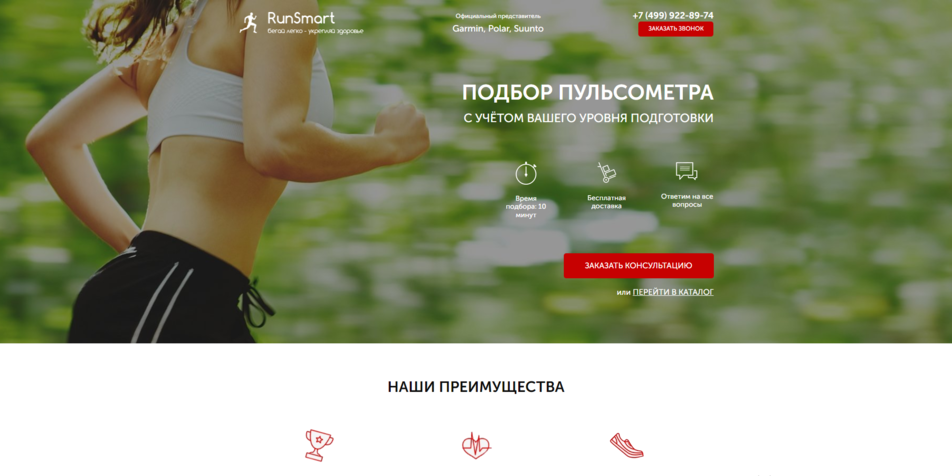 RunSmart
бегай легко - укрепляй здоровье
Официальный представитель
Garmin, Polar, Suunto
+7 (499) 922-89-74
ЗАКАЗАТЬ ЗВОНОК
ПОДБОР ПУЛЬСОМЕТРА
С УЧЁТОМ ВАШЕГО УРОВНЯ ПОДГОТОВКИ
Время
подбора: 10
минут
Бесплатная
доставка
Ответим на все
вопросы
ЗАКАЗАТЬ КОНСУЛЬТАЦИЮ
или ПЕРЕЙТИ В КАТАЛОГ
НАШИ ПРЕИМУЩЕСТВА